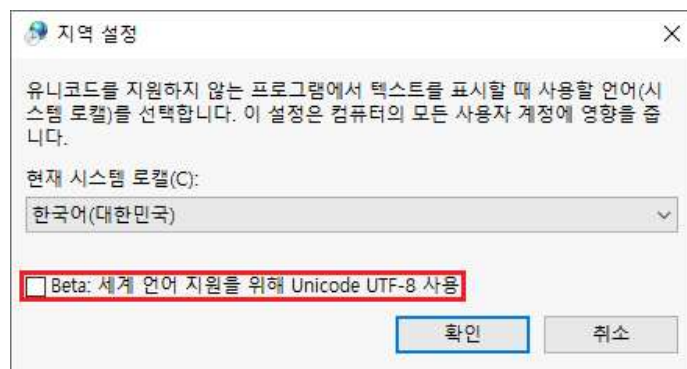 지역 설정
유니코드를 지원하지 않는 프로그램에서 텍스트를 표시할 때 사용할 언어(시
스템 로캘)를 선택합니다. 이 설정은 컴퓨터의 모든 사용자 계정에 영향을 줍
니다.
현재 시스템 로캘(C):
한국어(대한민국)
Beta: 세계 언어 지원을 위해 Unicode UTF-8 사용
확인 취소